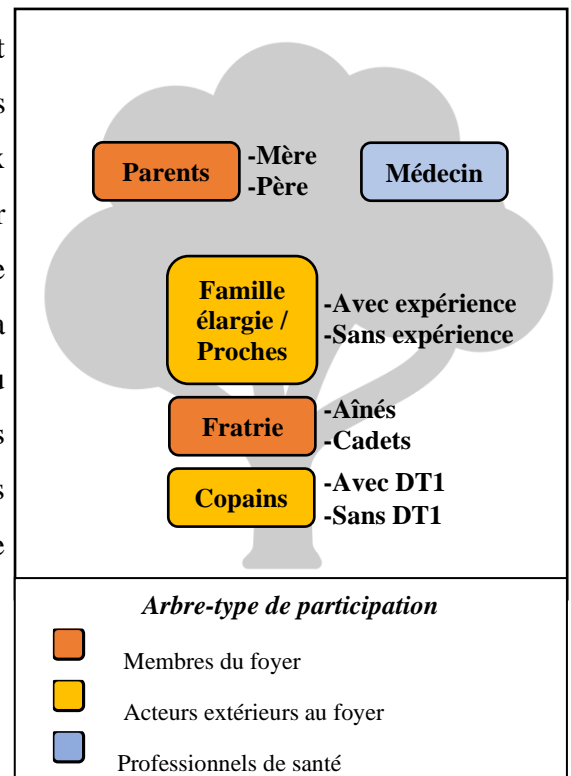 t
s
x
r
e
a
u
s
s
e
Parents
-Mère
-Père
Médecin
Famille
élargie /
Proches
-Avec expérience
-Sans expérience
Fratrie
-Aînés
-Cadets
Copains
-Avec DT1
-Sans DT1
Arbre-type de participation
Membres du foyer
Acteurs extérieurs au foyer
Professionnels de santé